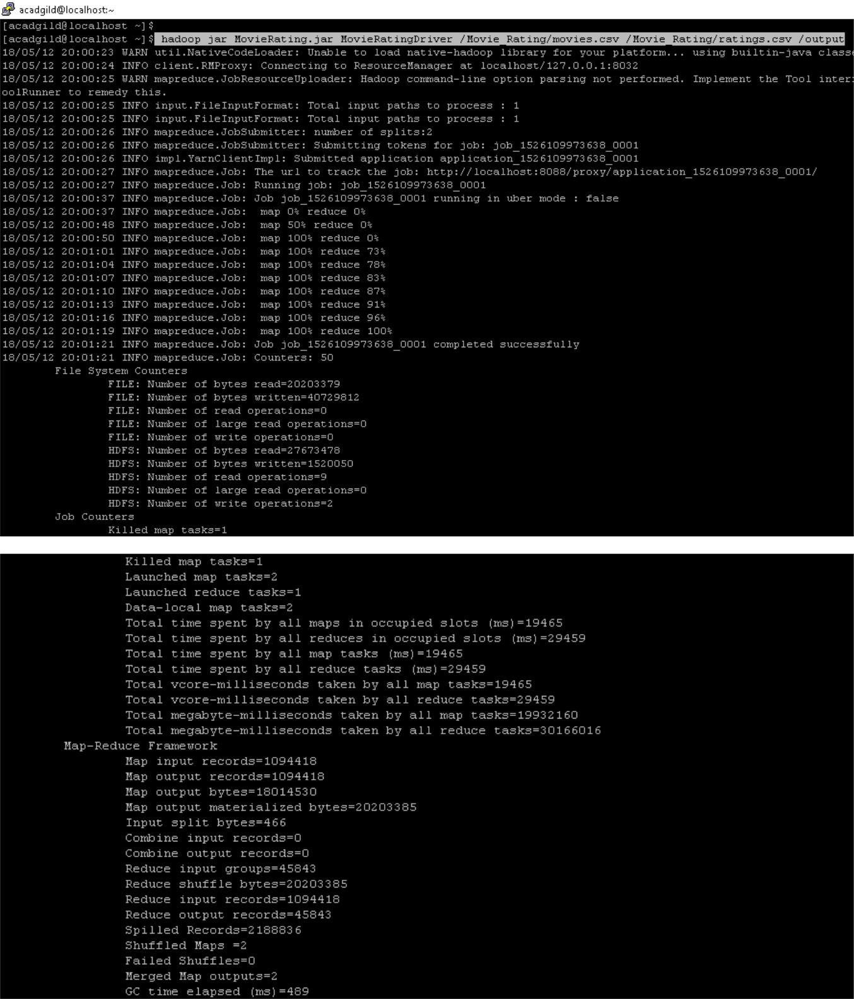 acadgild@localhost:~
[acadgild@localhost ~]$
[acadgild@localhost ~]$ hadoop jar MovieRating.jar MovieRatingDriver /Movie_Rating/movies.csv /Movie_Rating/ratings.csv /output
18/05/12 20:00:23 WARN util.NativeCodeLoader: Unable to load native-hadoop library for your platform... using builtin-java classe
18/05/12 20:00:24 INFO client.RMProxy: Connecting to ResourceManager at localhost/127.0.0.1:8032
18/05/12 20:00:25 WARN mapreduce.JobResourceUploader: Hadoop command-line option parsing not performed. Implement the Tool inter
oolRunner to remedy this.
18/05/12 20:00:25 INFO input.FileInputFormat: Total input paths to process : 1
18/05/12 20:00:25 INFO input.FileInputFormat: Total input paths to process : 1
18/05/12 20:00:26 INFO mapreduce.JobSubmitter: number of splits:2
18/05/12 20:00:26 INFO mapreduce.JobSubmitter: Submitting tokens for job: job_1526109973638_0001
18/05/12 20:00:26 INFO impl.YarnClientImpl: Submitted application application_1526109973638_0001
18/05/12 20:00:27 INFO mapreduce.Job: The url to track the job: http://localhost:8088/proxy/application_1526109973638_0001/
18/05/12 20:00:27 INFO mapreduce.Job: Running job: job_1526109973638_0001
18/05/12 20:00:37 INFO mapreduce.Job: Job job_1526109973638_0001 running in uber mode : false
18/05/12 20:00:37 INFO mapreduce.Job:  map 0% reduce 0%
18/05/12 20:00:48 INFO mapreduce.Job:  map 50% reduce 0%
18/05/12 20:00:50 INFO mapreduce.Job:  map 100% reduce 0%
18/05/12 20:01:01 INFO mapreduce.Job:  map 100% reduce 73%
18/05/12 20:01:04 INFO mapreduce.Job:  map 100% reduce 78%
18/05/12 20:01:07 INFO mapreduce.Job:  map 100% reduce 83%
18/05/12 20:01:10 INFO mapreduce.Job:  map 100% reduce 87%
18/05/12 20:01:13 INFO mapreduce.Job:  map 100% reduce 91%
18/05/12 20:01:16 INFO mapreduce.Job:  map 100% reduce 96%
18/05/12 20:01:19 INFO mapreduce.Job:  map 100% reduce 100%
18/05/12 20:01:21 INFO mapreduce.Job: Job job_1526109973638_0001 completed successfully
18/05/12 20:01:21 INFO mapreduce.Job: Counters: 50
File System Counters
FILE: Number of bytes read=20203379
FILE: Number of bytes written=40729812
FILE: Number of read operations=0
FILE: Number of large read operations=0
FILE: Number of write operations=0
HDFS: Number of bytes read=27673478
HDFS: Number of bytes written=1520050
HDFS: Number of read operations=9
HDFS: Number of large read operations=0
HDFS: Number of write operations=2
Job Counters
Killed map tasks=1
Killed map tasks=1
Launched map tasks=2
Launched reduce tasks=1
Data-local map tasks=2
Total time spent by all maps in occupied slots (ms)=19465
Total time spent by all reduces in occupied slots (ms)=29459
Total time spent by all map tasks (ms)=19465
Total time spent by all reduce tasks (ms)=29459
Total vcore-milliseconds taken by all map tasks=19465
Total vcore-milliseconds taken by all reduce tasks=29459
Total megabyte-milliseconds taken by all map tasks=19932160
Total megabyte-milliseconds taken by all reduce tasks=30166016
Map-Reduce Framework
Map input records=1094418
Map output records=1094418
Map output bytes=18014530
Map output materialized bytes=20203385
Input split bytes=466
Combine input records=0
Combine output records=0
Reduce input groups=45843
Reduce shuffle bytes=20203385
Reduce input records=1094418
Reduce output records=45843
Spilled Records=2188836
Shuffled Maps =2
Failed Shuffles=0
Merged Map outputs=2
GC time elapsed (ms)=489